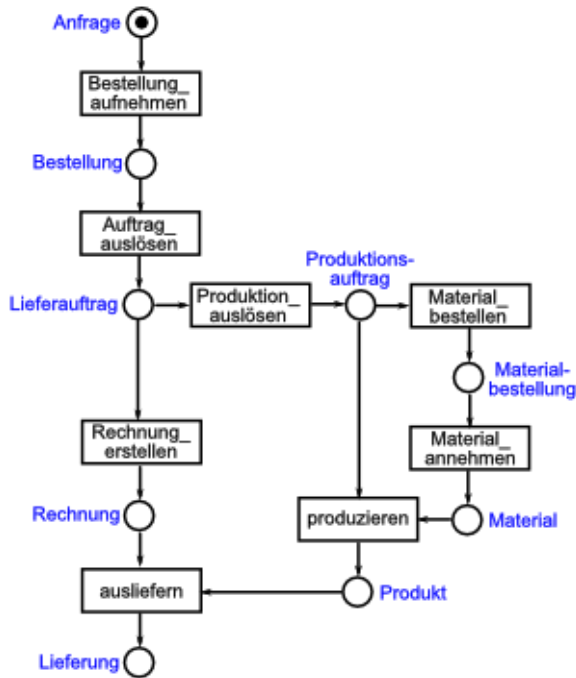 Anfrage
Bestellung_
aufnehmen
Bestellung
Auftrag_
auslösen
Lieferauftrag
Produktion_
auslösen
Produktions-
auftrag
Material_
bestellen
Material-
bestellung
Rechnung_
erstellen
Material_
annehmen
Rechnung
produzieren
Material
ausliefern
Produkt
Lieferung